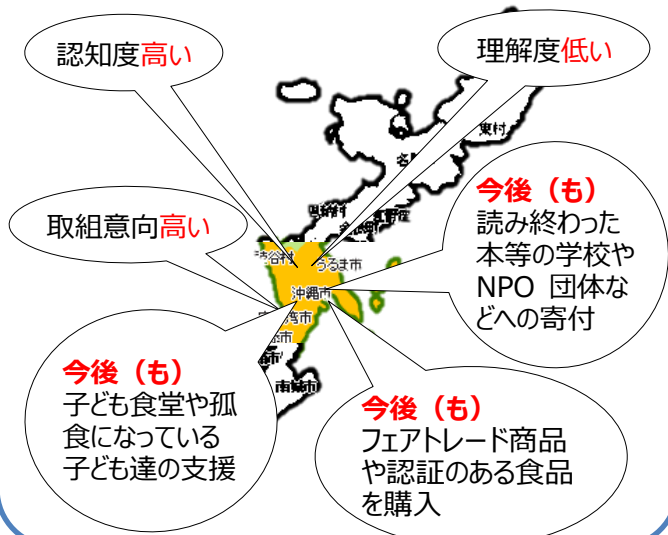 認知度高い
理解度低い
東村
取組意向高い
今後（も）
読み終わった
本等の学校や
NPO 団体な
どへの寄付
うるま市
沖縄市
南城市
今後（も）
子ども食堂や孤
食になっている
子ども達の支援
今後（も）
フェアトレード商品
や認証のある食品
を購入